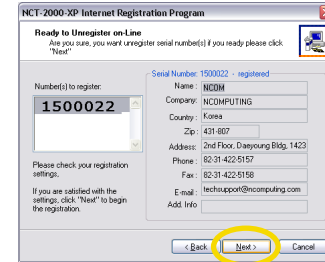 NCT-2000-XP Internet Registration Program
Ready to Unregister on-Line
Are you sure, you want unregister serial number(s) if you ready please click
"Next"
Number(s) to register:
1500022
Please check your registration
settings.
If you are satisfied with the
settings, click "Next" to begin
the registration.
Serial Number: 1500022 - registered
Name : NCOM
Company: NCOMPUTING
Country : Korea
Zip : 431-807
Address: 2nd Floor, Daeyoung Bldg, 1423
Phone : 82-31-422-5157
Fax : 82-31-422-5158
E-mail : techsupport@ncomputing.com
Add. Info
< Back
Next >
Cancel